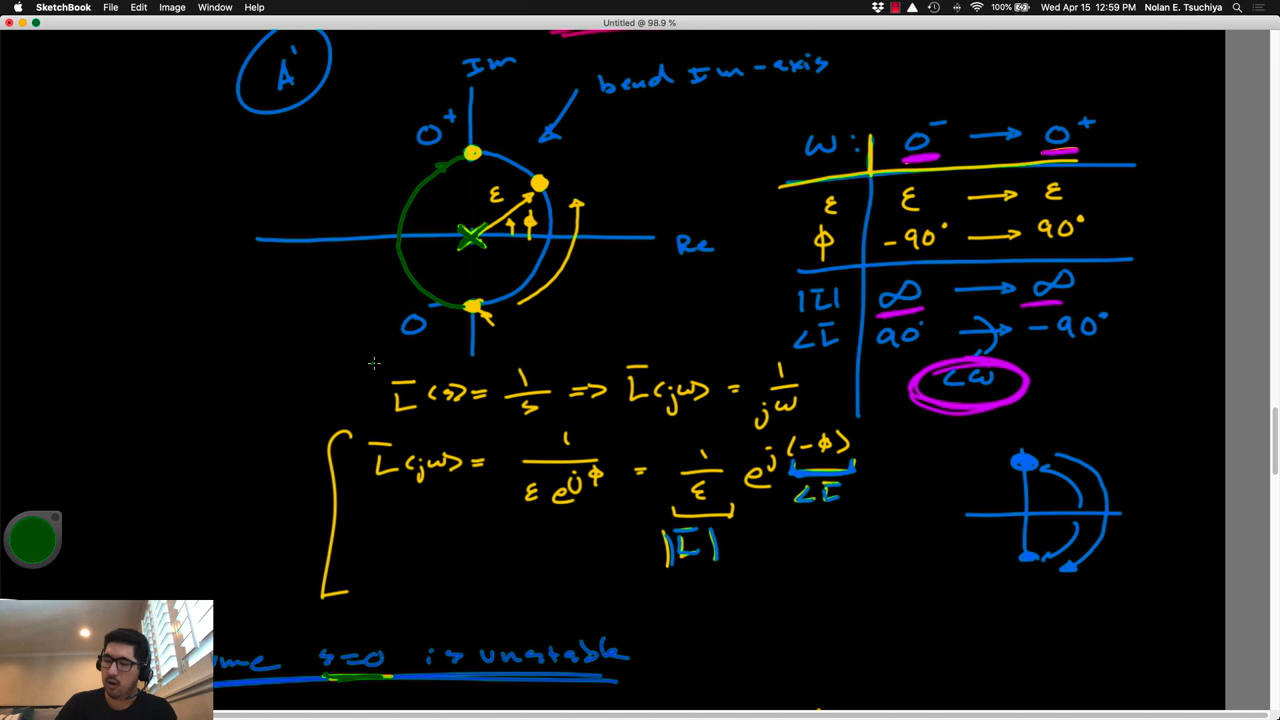 SketchBook File Edit Image Window Help 100% Wed Apr 15 12:59 PM Nolan E. Tsuchiya
Untitled @ 98.9 %
A'
Im
bend Im-axis
0⁺
ε
ϕ
Re
0⁻
ω: 0⁻ → 0⁺
ε ε → ε
ϕ -90° → 90°
|L̄| ∞ → ∞
∠L̄ 90° → -90°
CW
L̄(s) = 1/s => L̄(jω) = 1/jω
L̄(jω) = 1/εe^jϕ = 1/ε e^j(-ϕ)
|L̄| ∠L̄
s=0 is unstable